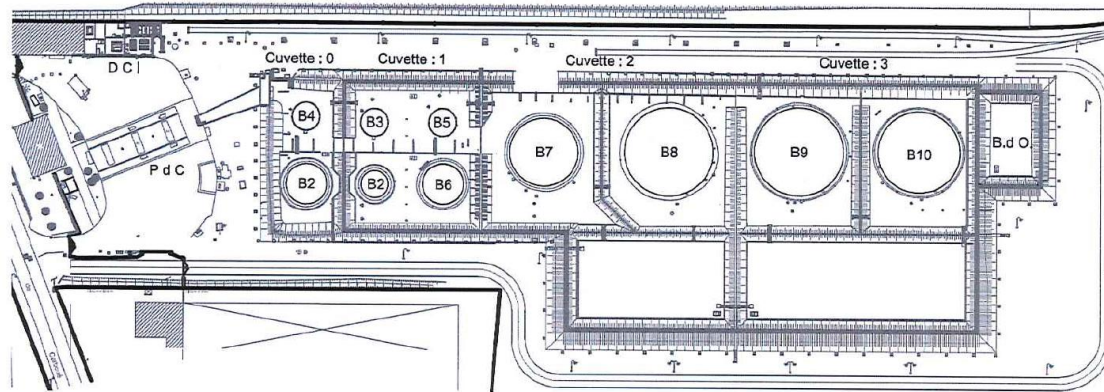 D C I
Cuvette : 0
Cuvette : 1
Cuvette : 2
Cuvette : 3
B4
B3
B5
B7
B8
B9
B10
B.d O.
P d C
B2
B2
B6